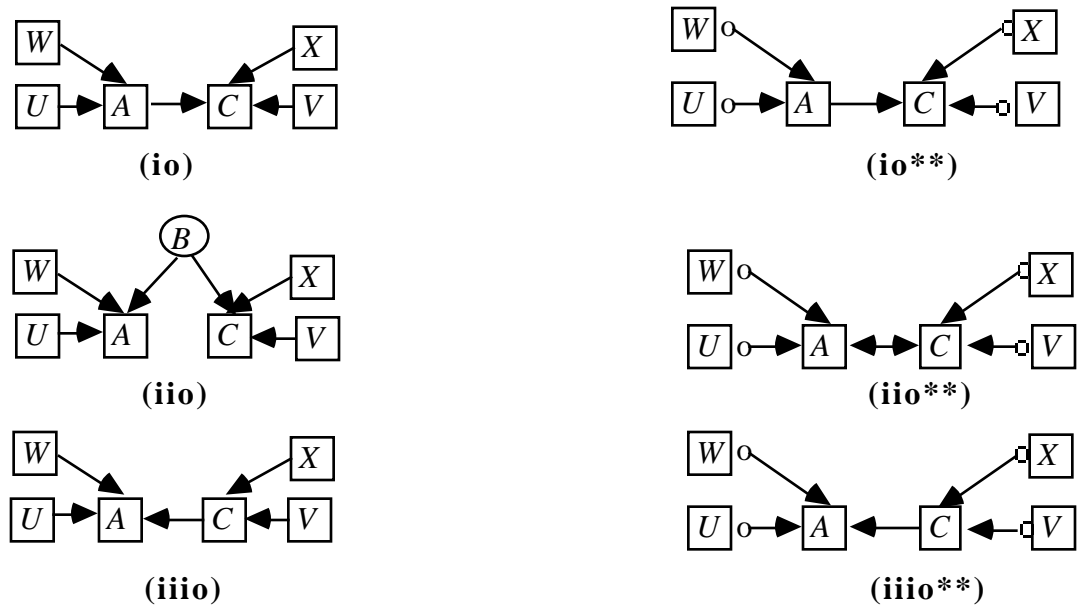 W X W o X
U A C V U o A C V
(io) (io**)
B
W X W o X
U A C V U o A C V
(iio) (iio**)
W X W o X
U A C V U o A C V
(iiio) (iiio**)